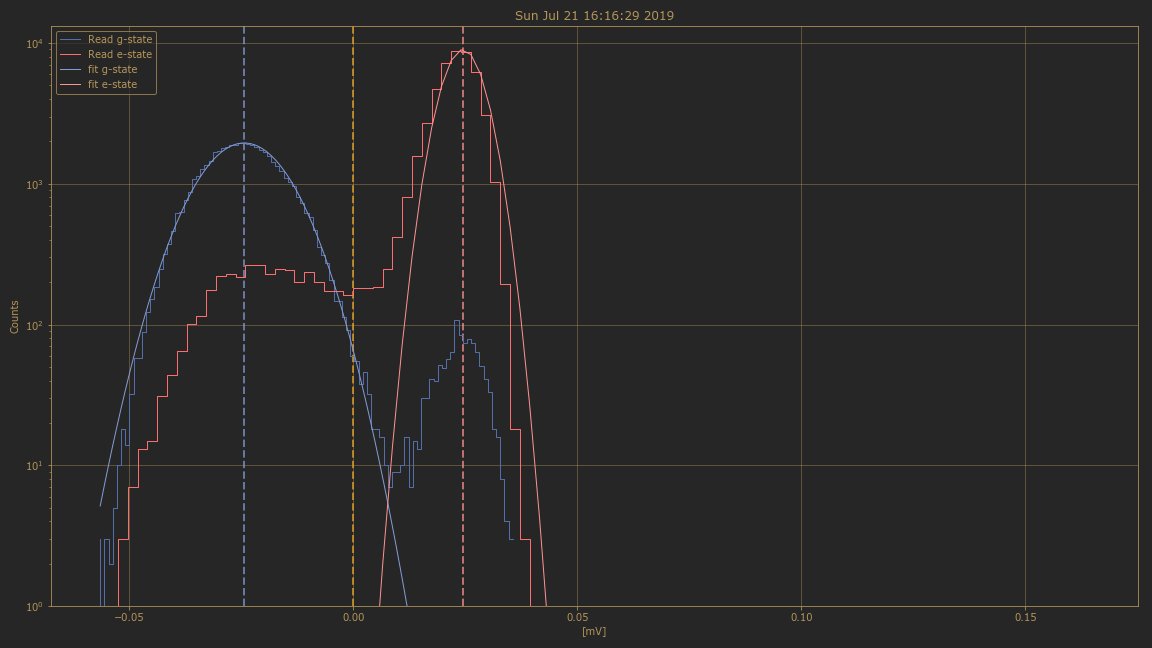 Sun Jul 21 16:16:29 2019
Read g-state
Read e-state
fit g-state
fit e-state
10⁴
10³
10²
10¹
10⁰
Counts
−0.05
0.00
0.05
0.10
0.15
[mV]